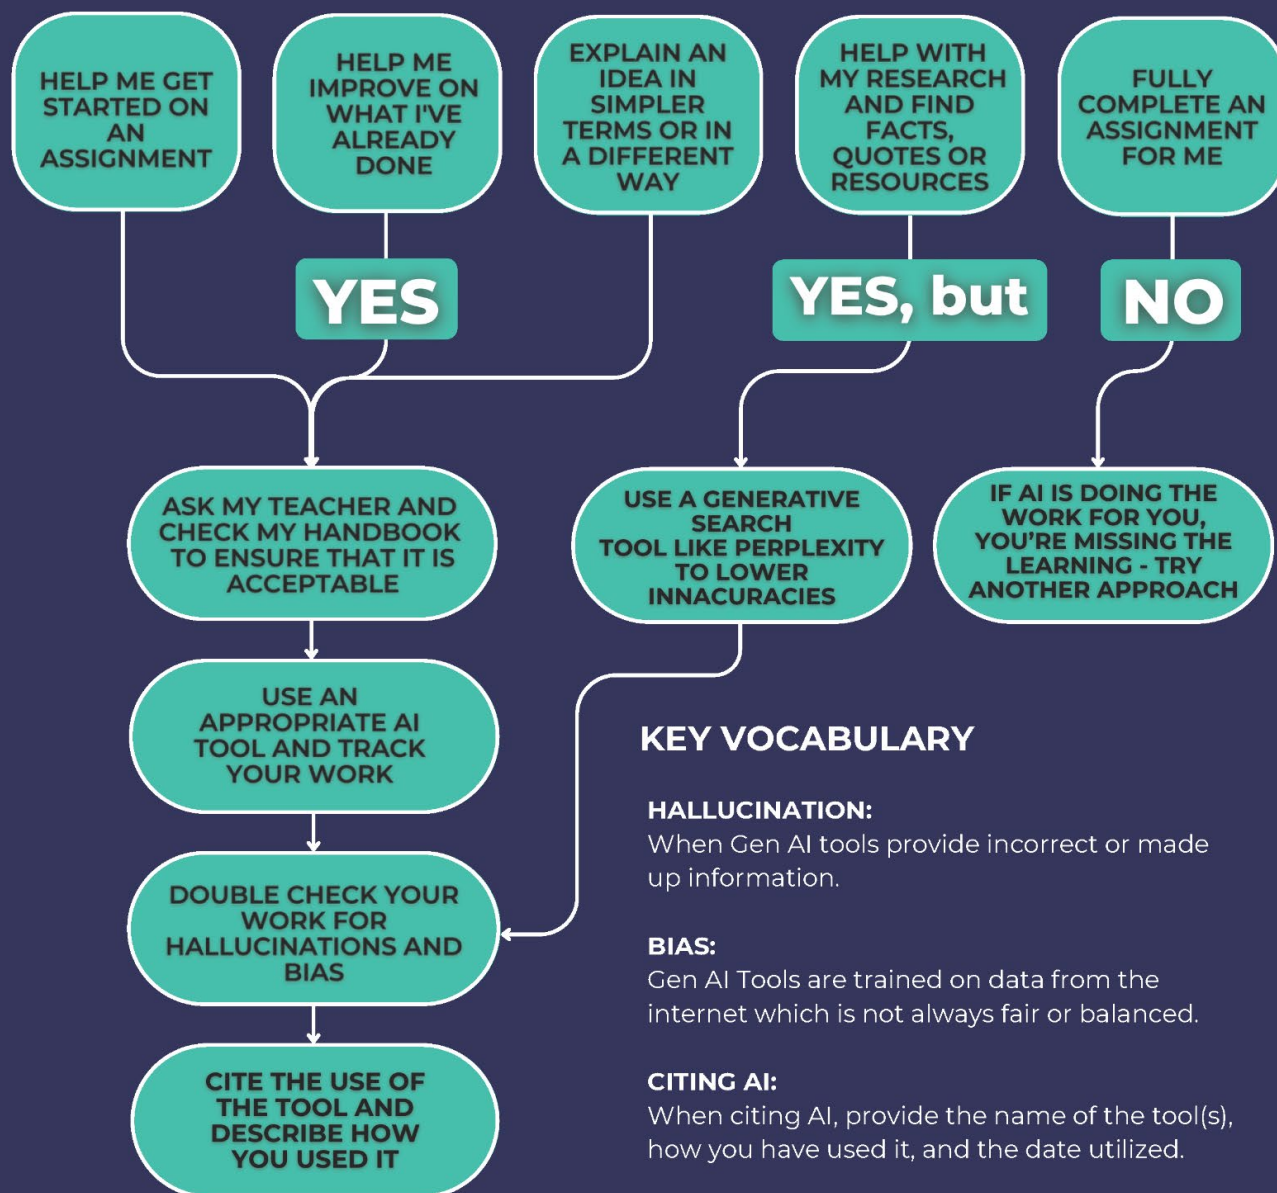 HELP ME GET
STARTED ON
AN
ASSIGNMENT
HELP ME
IMPROVE ON
WHAT I'VE
ALREADY
DONE
EXPLAIN AN
IDEA IN
SIMPLER
TERMS OR IN
A DIFFERENT
WAY
HELP WITH
MY RESEARCH
AND FIND
FACTS,
QUOTES OR
RESOURCES
FULLY
COMPLETE AN
ASSIGNMENT
FOR ME
YES
YES, but
NO
ASK MY TEACHER AND
CHECK MY HANDBOOK
TO ENSURE THAT IT IS
ACCEPTABLE
USE A GENERATIVE
SEARCH
TOOL LIKE PERPLEXITY
TO LOWER
INNACURACIES
IF AI IS DOING THE
WORK FOR YOU,
YOU'RE MISSING THE
LEARNING - TRY
ANOTHER APPROACH
USE AN
APPROPRIATE AI
TOOL AND TRACK
YOUR WORK
DOUBLE CHECK YOUR
WORK FOR
HALLUCINATIONS AND
BIAS
CITE THE USE OF
THE TOOL AND
DESCRIBE HOW
YOU USED IT
KEY VOCABULARY
HALLUCINATION:
When Gen AI tools provide incorrect or made
up information.
BIAS:
Gen AI Tools are trained on data from the
internet which is not always fair or balanced.
CITING AI:
When citing AI, provide the name of the tool(s),
how you have used it, and the date utilized.